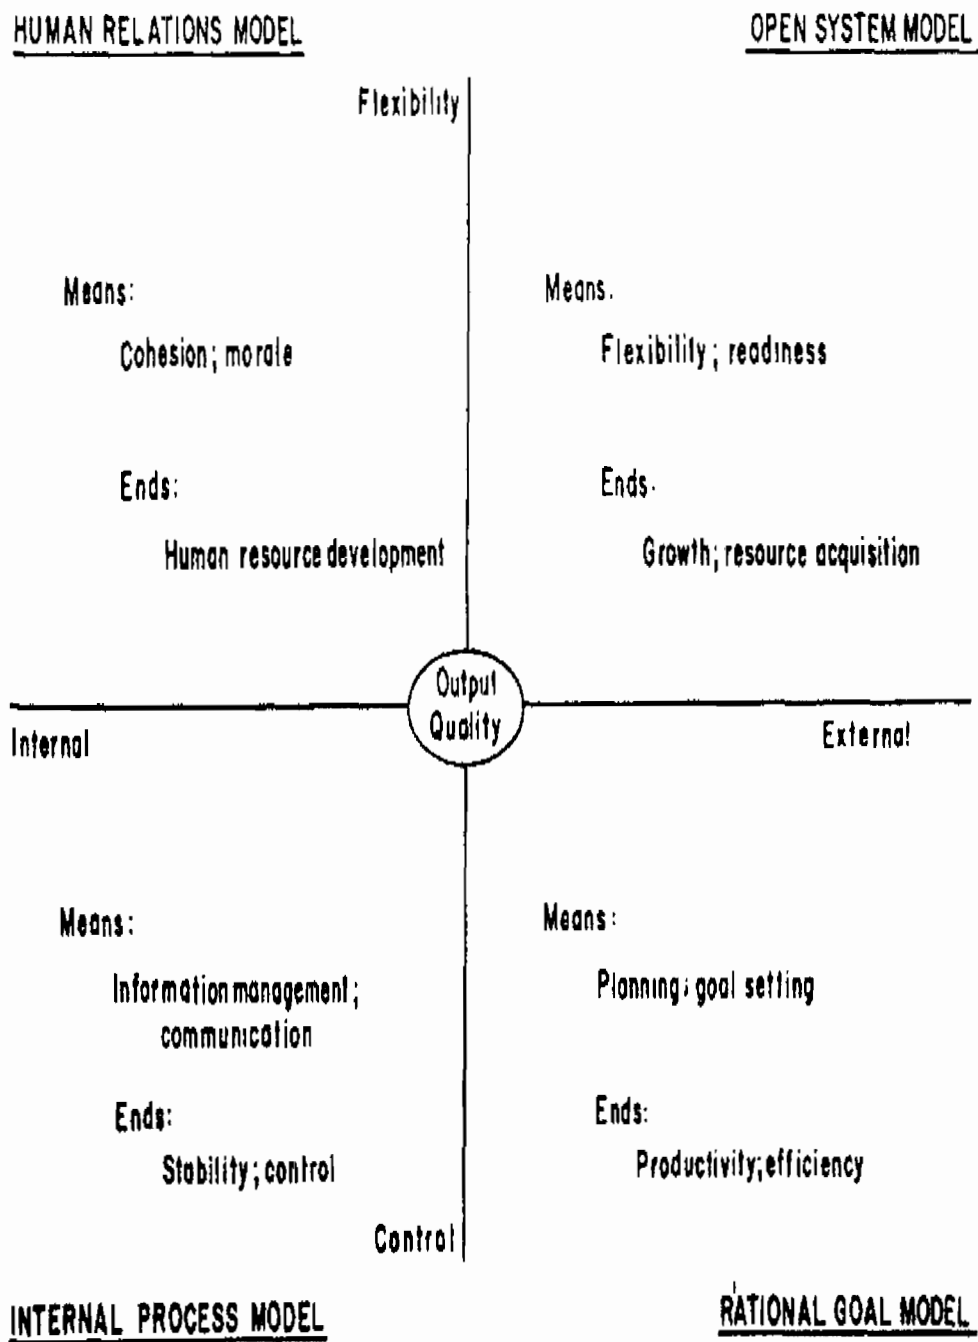 HUMAN RELATIONS MODEL
OPEN SYSTEM MODEL
Flexibility
Means:
Cohesion; morale
Ends:
Human resource development
Means.
Flexibility; readiness
Ends.
Growth; resource acquisition
Output
Quality
Internal
External
Means:
Information management;
communication
Ends:
Stability; control
Means:
Planning; goal setting
Ends:
Productivity; efficiency
Control
INTERNAL PROCESS MODEL
RATIONAL GOAL MODEL